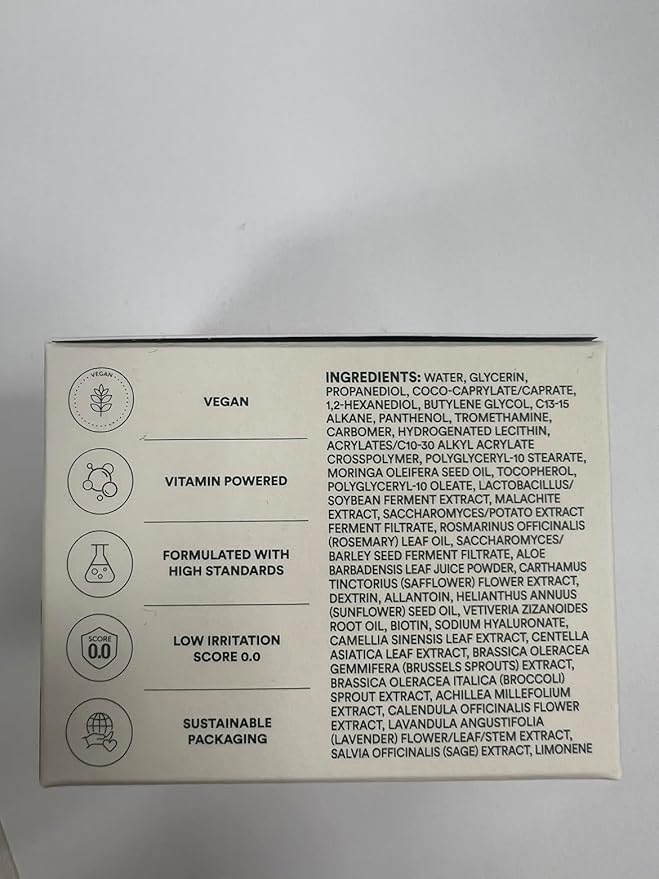 VEGAN
VEGAN
VITAMIN POWERED
FORMULATED WITH
HIGH STANDARDS
SCORE
0.0
LOW IRRITATION
SCORE 0.0
SUSTAINABLE
PACKAGING
INGREDIENTS: WATER, GLYCERIN,
PROPANEDIOL, COCO-CAPRYLATE/CAPRATE,
1,2-HEXANEDIOL, BUTYLENE GLYCOL, C13-15
ALKANE, PANTHENOL, TROMETHAMINE,
CARBOMER, HYDROGENATED LECITHIN,
ACRYLATES/C10-30 ALKYL ACRYLATE
CROSSPOLYMER, POLYGLYCERYL-10 STEARATE,
MORINGA OLEIFERA SEED OIL, TOCOPHEROL,
POLYGLYCERYL-10 OLEATE, LACTOBACILLUS/
SOYBEAN FERMENT EXTRACT, MALACHITE
EXTRACT, SACCHAROMYCES/POTATO EXTRACT
FERMENT FILTRATE, ROSMARINUS OFFICINALIS
(ROSEMARY) LEAF OIL, SACCHAROMYCES/
BARLEY SEED FERMENT FILTRATE, ALOE
BARBADENSIS LEAF JUICE POWDER, CARTHAMUS
TINCTORIUS (SAFFLOWER) FLOWER EXTRACT,
DEXTRIN, ALLANTOIN, HELIANTHUS ANNUUS
(SUNFLOWER) SEED OIL, VETIVERIA ZIZANOIDES
ROOT OIL, BIOTIN, SODIUM HYALURONATE,
CAMELLIA SINENSIS LEAF EXTRACT, CENTELLA
ASIATICA LEAF EXTRACT, BRASSICA OLERACEA
GEMMIFERA (BRUSSELS SPROUTS) EXTRACT,
BRASSICA OLERACEA ITALICA (BROCCOLI)
SPROUT EXTRACT, ACHILLEA MILLEFOLIUM
EXTRACT, CALENDULA OFFICINALIS FLOWER
EXTRACT, LAVANDULA ANGUSTIFOLIA
(LAVENDER) FLOWER/LEAF/STEM EXTRACT,
SALVIA OFFICINALIS (SAGE) EXTRACT, LIMONENE